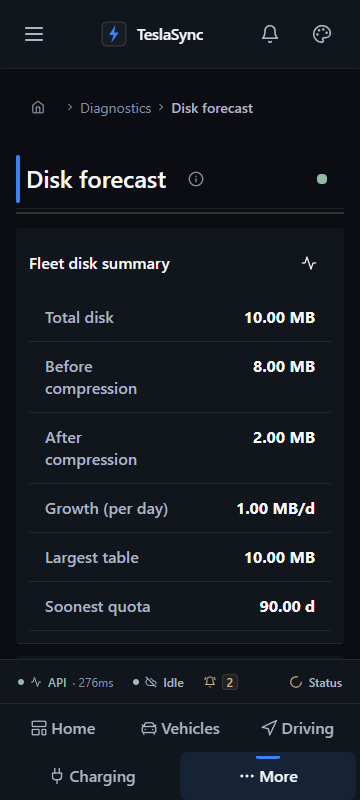 TeslaSync
Diagnostics Disk forecast
Disk forecast
Fleet disk summary
Total disk 10.00 MB
Before 8.00 MB
compression
After 2.00 MB
compression
Growth (per day) 1.00 MB/d
Largest table 10.00 MB
Soonest quota 90.00 d
API · 276ms Idle 2 Status
Home Vehicles Driving
Charging More